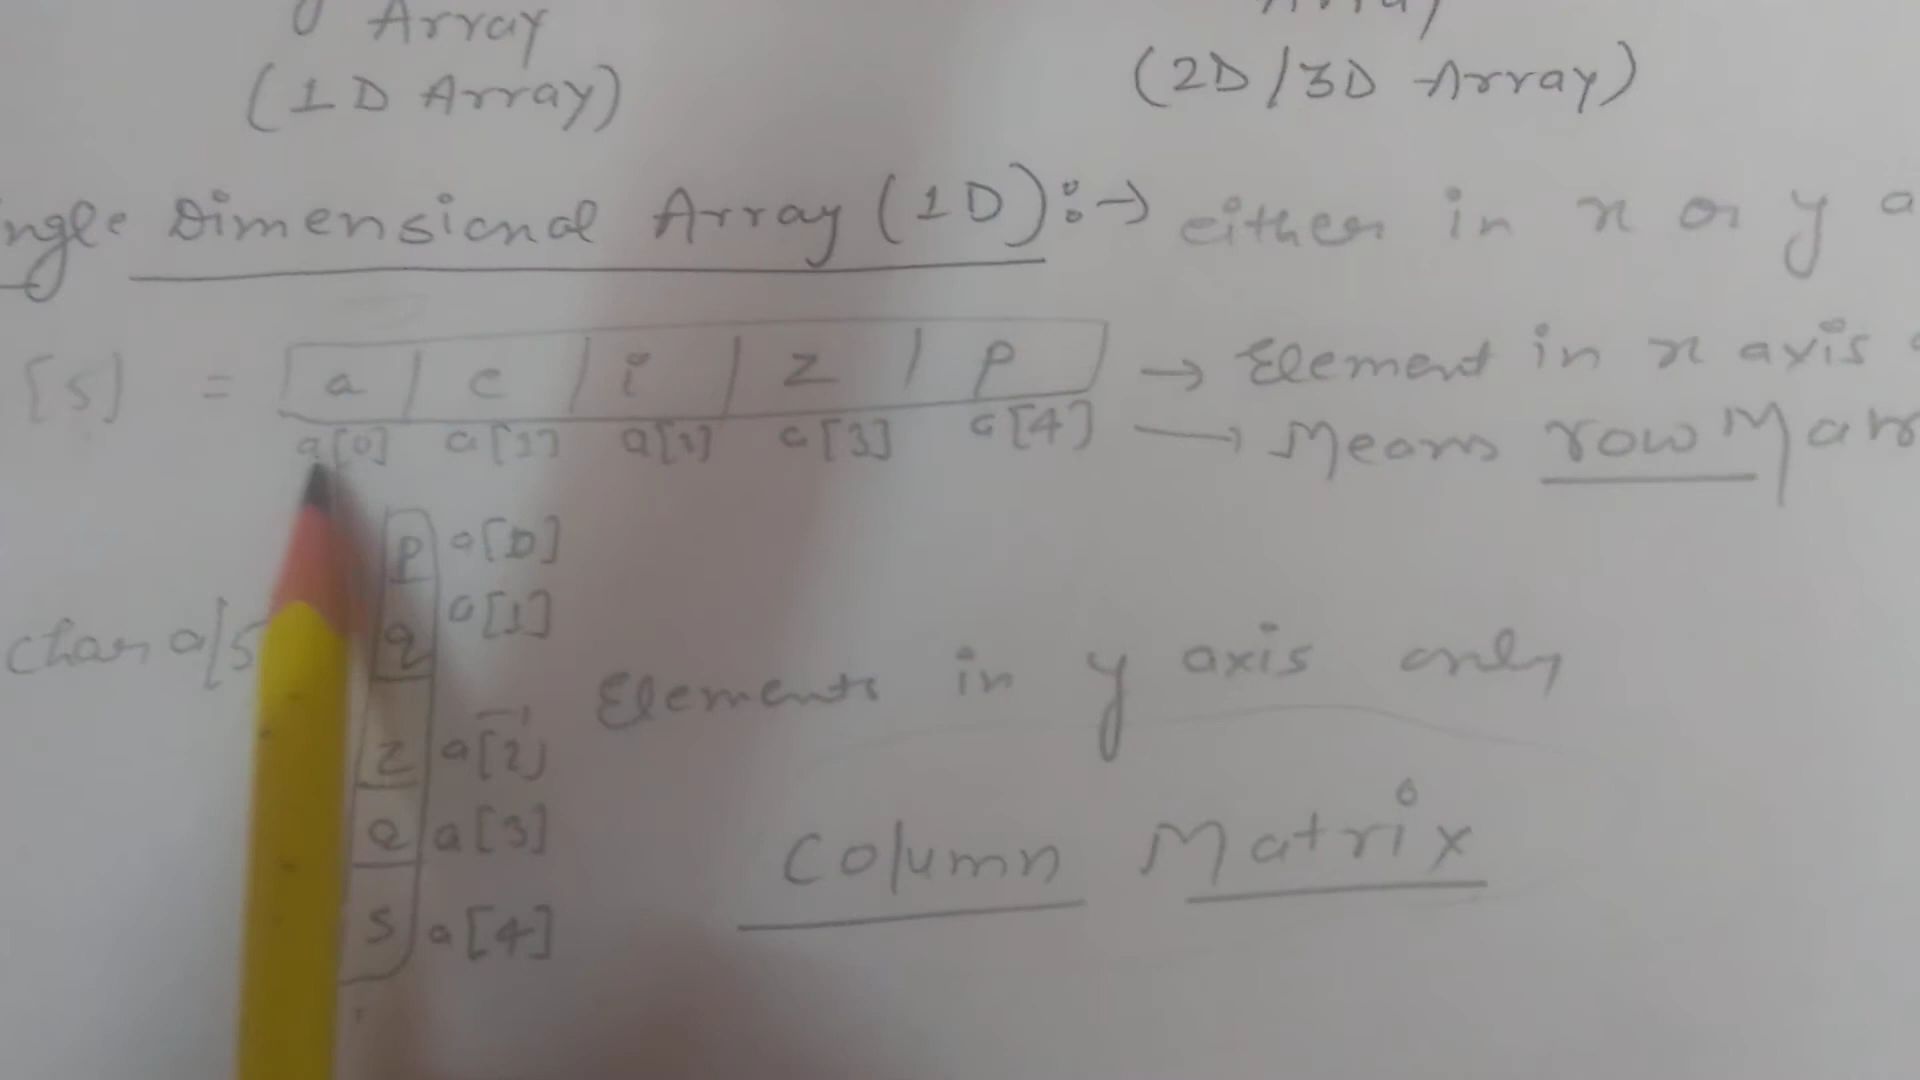 Array
(1D Array)
(2D/3D Array)
Dimensional Array (1D):→ either in x or y
[5] = a | e | i | z | p → Element in x axis
a[0] a[1] a[2] a[3] a[4] → Means row
p a[0]
q a[1]
char a[5
Elements in y axis only
z a[2]
e a[3]
Column Matrix
s a[4]